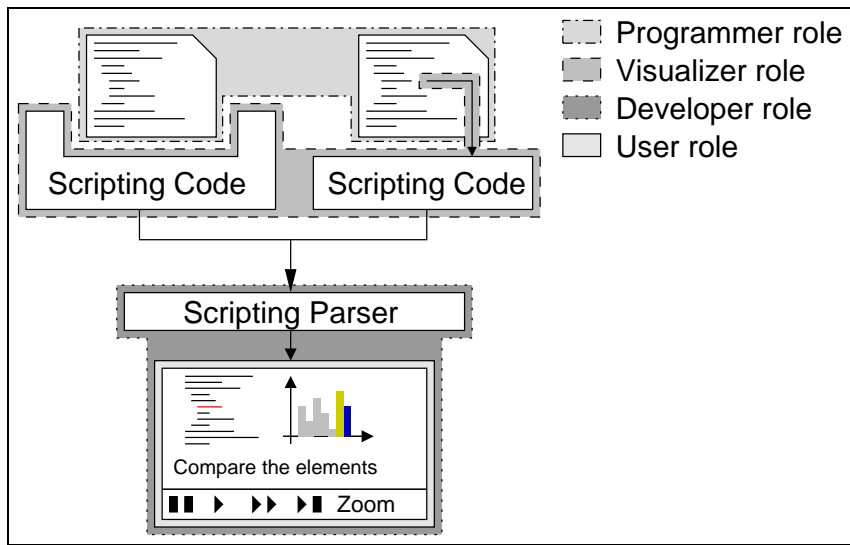 Programmer role
Visualizer role
Developer role
User role
Scripting Code
Scripting Code
Scripting Parser
Compare the elements
Zoom